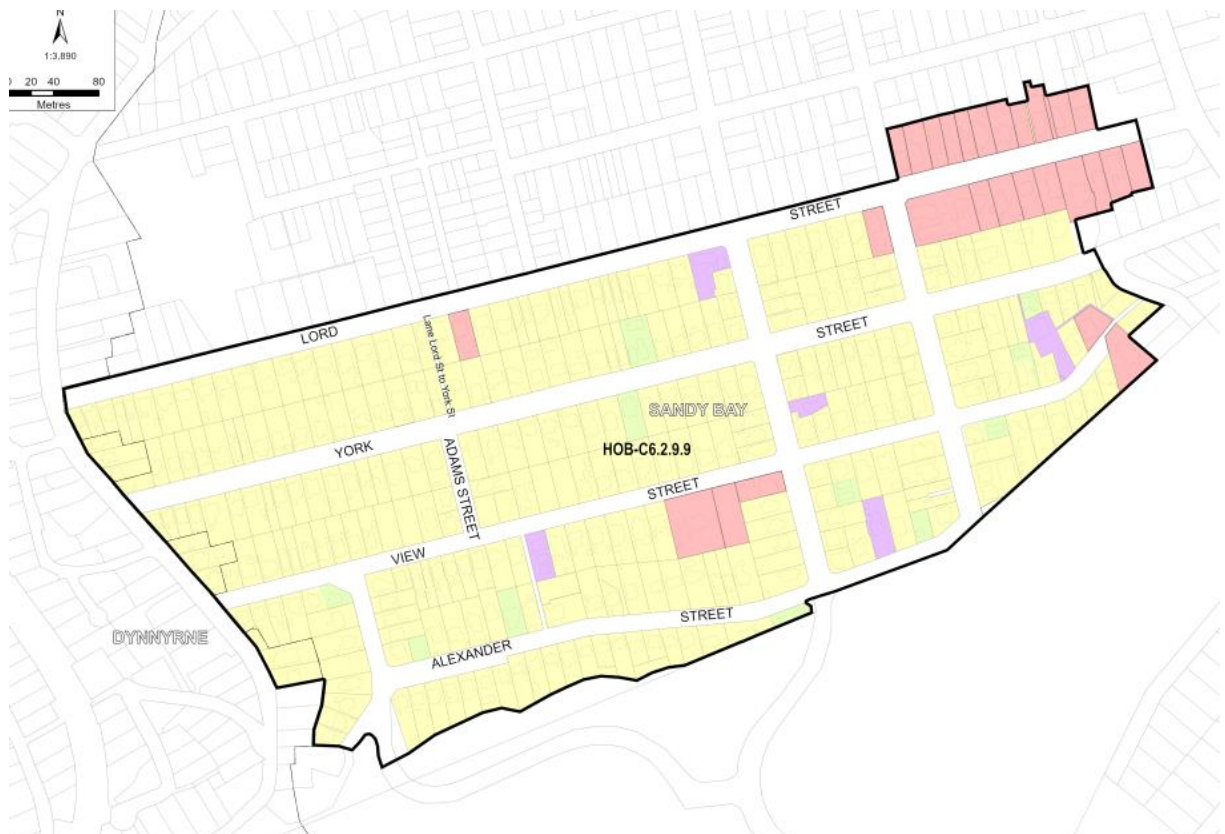 N
1:3,890
0 20 40 80
Metres
STREET
LORD
Lane Lord St to York St
STREET
SANDY BAY
HOB-C6.2.9.9
YORK
ADAMS STREET
STREET
VIEW
STREET
DYNNYRNE
ALEXANDER